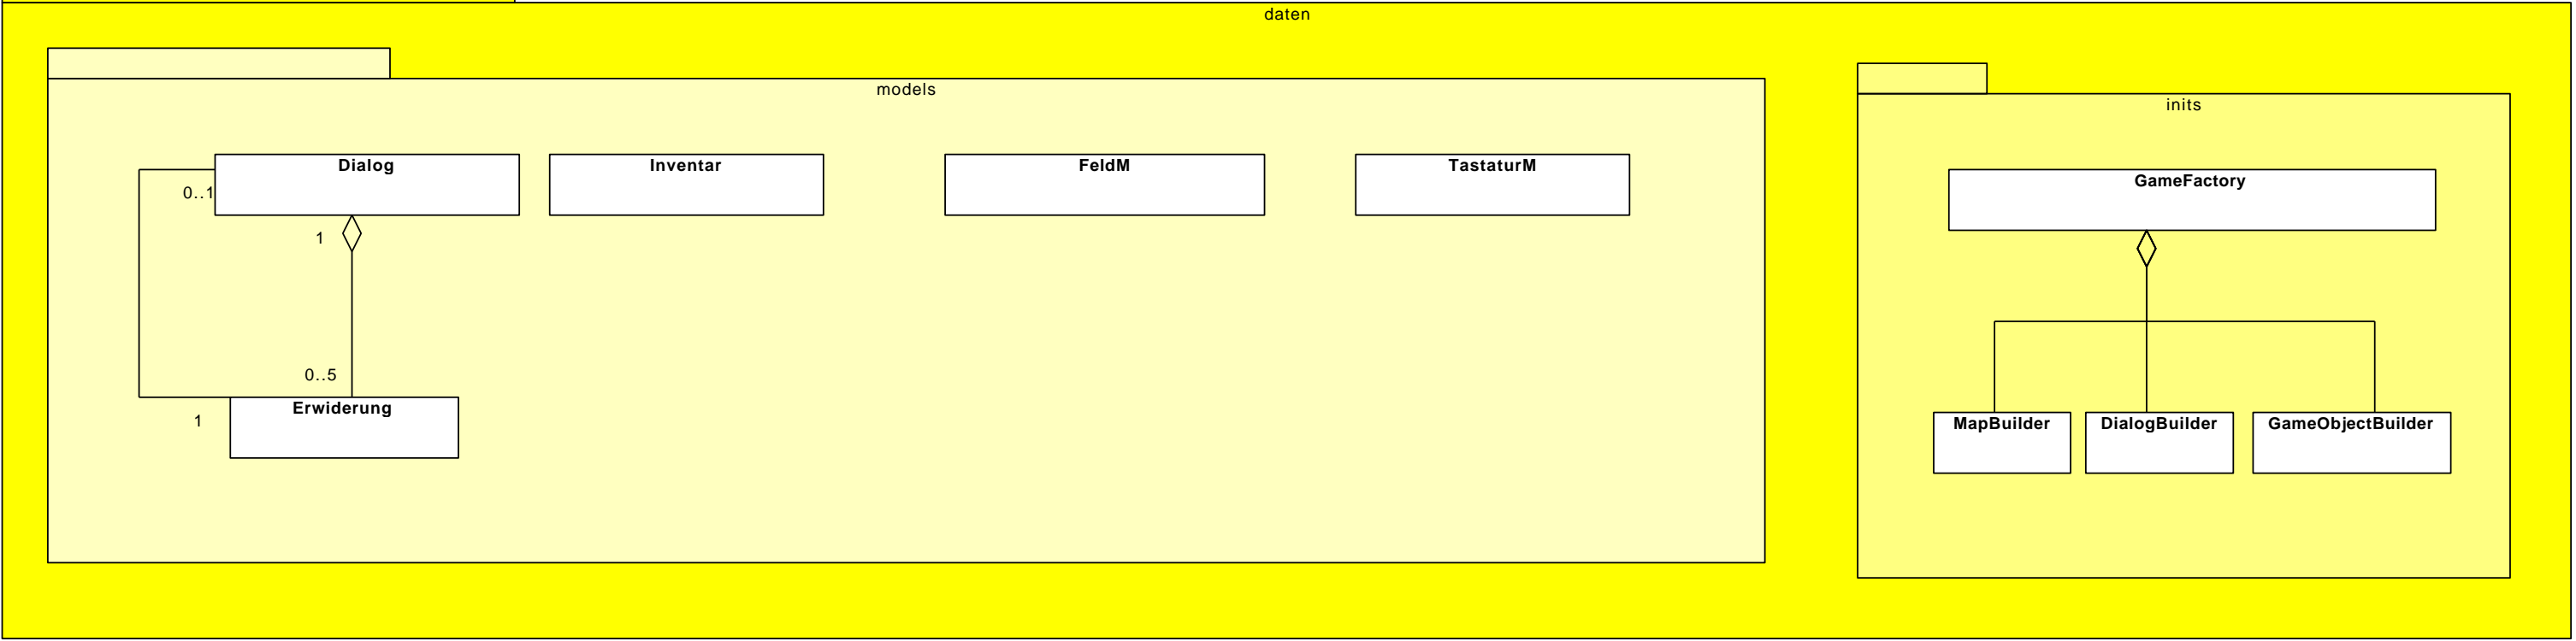 daten
models
inits
Dialog
Inventar
FeldM
TastaturM
GameFactory
0..1
1
0..5
1
Erwiderung
MapBuilder
DialogBuilder
GameObjectBuilder